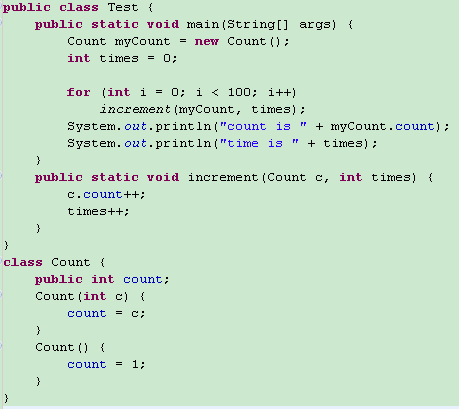 public class Test {
    public static void main(String[] args) {
        Count myCount = new Count();
        int times = 0;

        for (int i = 0; i < 100; i++)
            increment(myCount, times);
        System.out.println("count is " + myCount.count);
        System.out.println("time is " + times);
    }
    public static void increment(Count c, int times) {
        c.count++;
        times++;
    }
}
class Count {
    public int count;
    Count(int c) {
        count = c;
    }
    Count() {
        count = 1;
    }
}